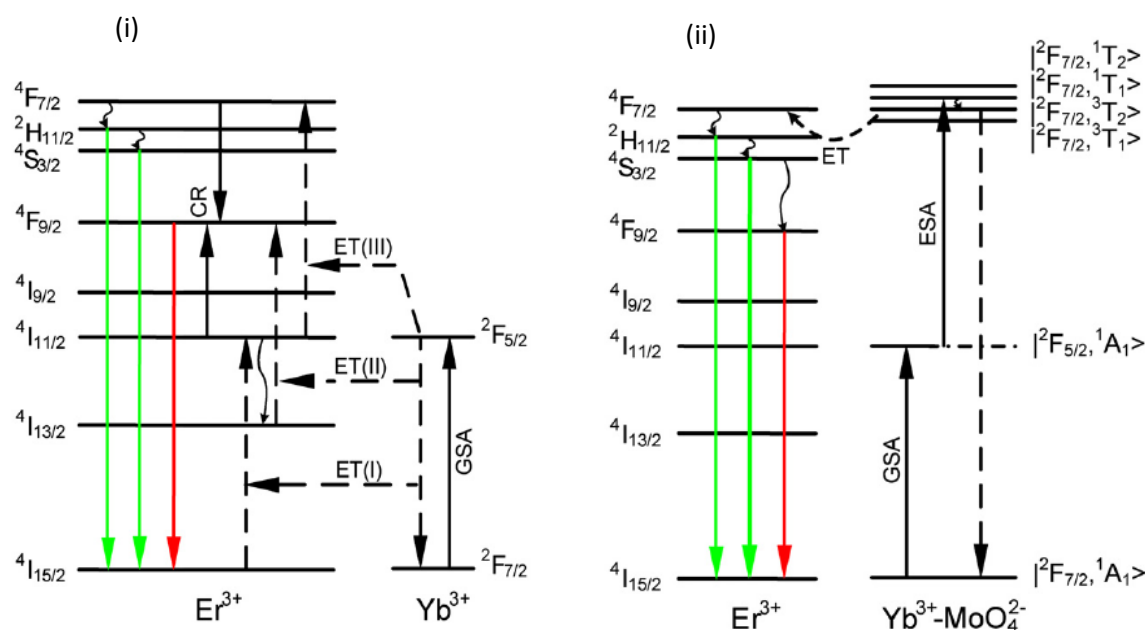 (i)
⁴F₇/₂
²H₁₁/₂
⁴S₃/₂
⁴F₉/₂
⁴I₉/₂
⁴I₁₁/₂
⁴I₁₃/₂
⁴I₁₅/₂
CR
ET(III)
ET(II)
ET(I)
GSA
²F₅/₂
²F₇/₂
Er³⁺
Yb³⁺
(ii)
⁴F₇/₂
²H₁₁/₂
⁴S₃/₂
⁴F₉/₂
⁴I₉/₂
⁴I₁₁/₂
⁴I₁₃/₂
⁴I₁₅/₂
ET
ESA
GSA
|²F₇/₂, ¹T₂>
|²F₇/₂, ¹T₁>
|²F₇/₂, ³T₂>
|²F₇/₂, ³T₁>
|²F₅/₂, ¹A₁>
|²F₇/₂, ¹A₁>
Er³⁺
Yb³⁺-MoO₄²⁻